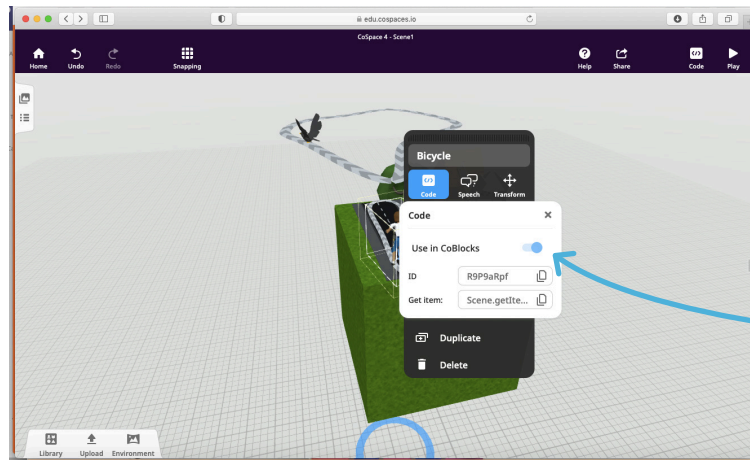 edu.cospaces.io
CoSpace 4 - Scene1
Home Undo Redo Snapping Help Share Code Play
Bicycle
Code Speech Transform
Code
Use in CoBlocks
ID R9P9aRpf
Get item: Scene.getIte...
Duplicate
Delete
Library Upload Environment